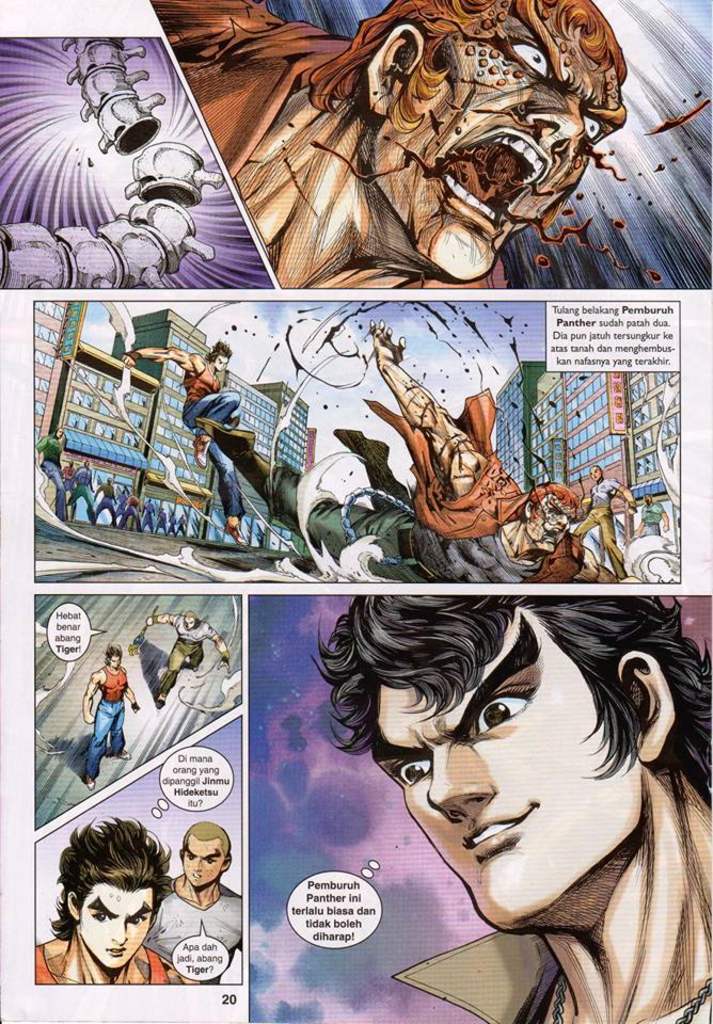 Tulang belakang Pemburuh
Panther sudah patah dua.
Dia pun jatuh tersungkur ke
atas tanah dan menghembus-
kan nafasnya yang terakhir.
Hebat
benar
abang
Tiger!
Di mana
orang yang
dipanggil Jinmu
Hideketsu
itu?
Apa dah
jadi, abang
Tiger?
Pemburuh
Panther ini
terlalu biasa dan
tidak boleh
diharap!
20